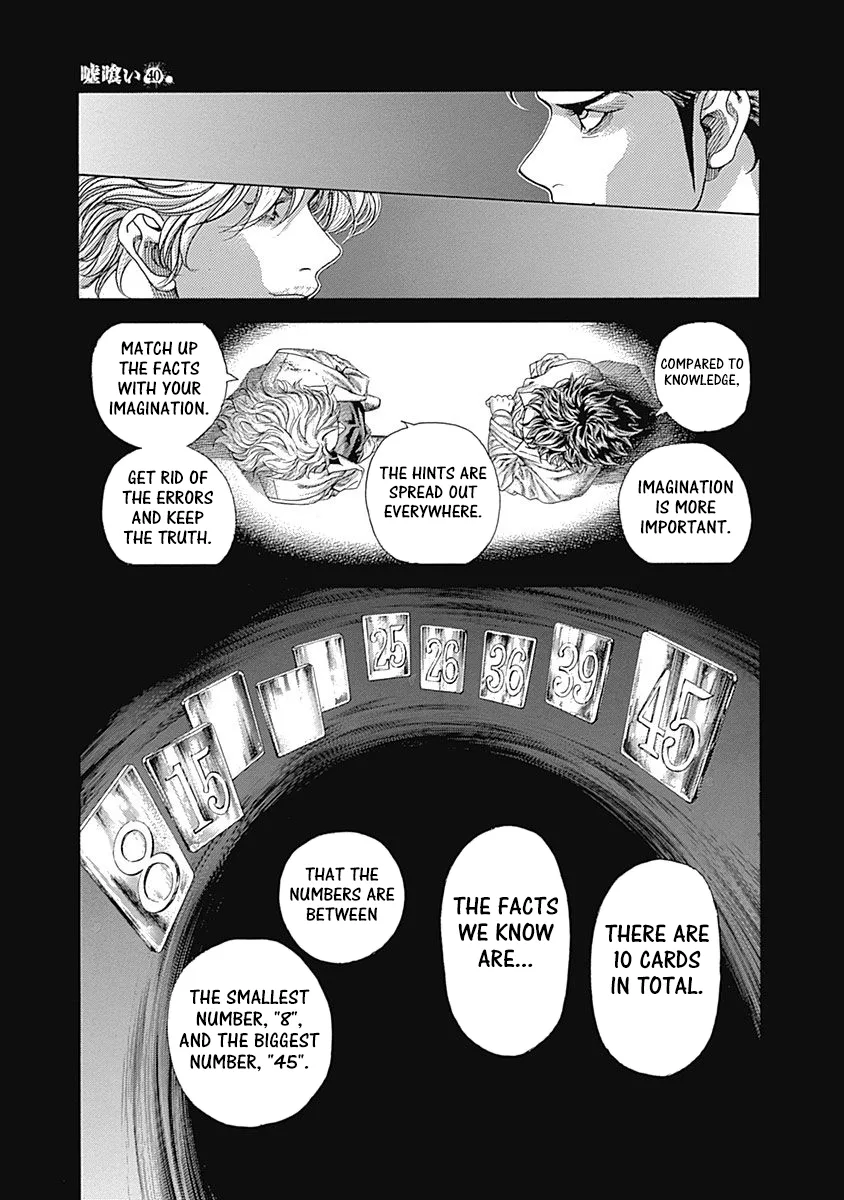 嘘喰い 40
COMPARED TO
KNOWLEDGE,
IMAGINATION
IS MORE
IMPORTANT.
THE HINTS ARE
SPREAD OUT
EVERYWHERE.
MATCH UP
THE FACTS
WITH YOUR
IMAGINATION.
GET RID OF
THE ERRORS
AND KEEP
THE TRUTH.
8
15
25
26
36
39
45
THERE ARE
10 CARDS
IN TOTAL.
THE FACTS
WE KNOW
ARE...
THAT THE
NUMBERS ARE
BETWEEN
THE SMALLEST
NUMBER, "8",
AND THE BIGGEST
NUMBER, "45".